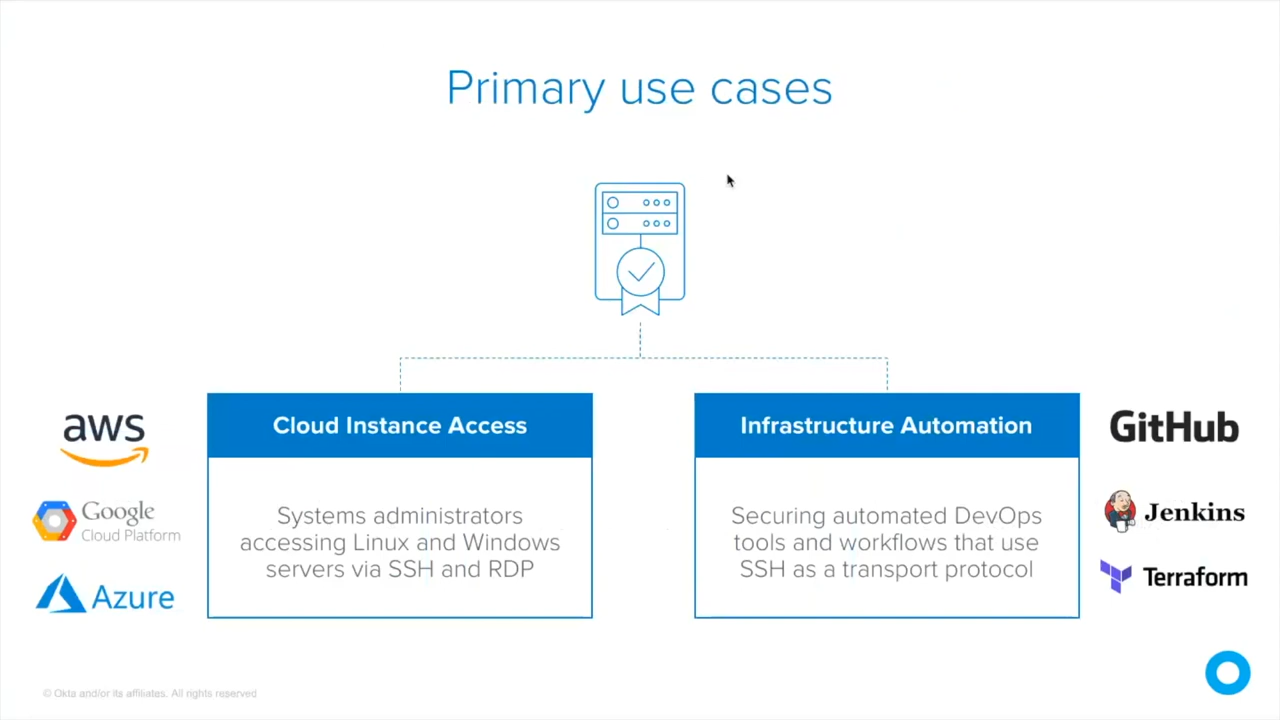 Primary use cases
aws
Cloud Instance Access
Infrastructure Automation
GitHub
Google
Cloud Platform
Systems administrators
accessing Linux and Windows
servers via SSH and RDP
Securing automated DevOps
tools and workflows that use
SSH as a transport protocol
Jenkins
Azure
Terraform
© Okta and/or its affiliates. All rights reserved